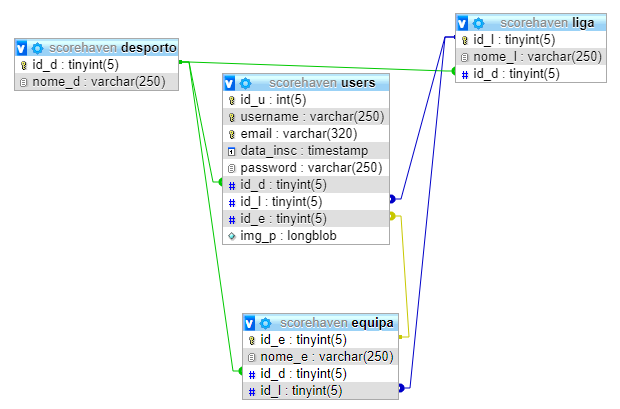 scorehaven desporto
id_d : tinyint(5)
nome_d : varchar(250)
scorehaven users
id_u : int(5)
username : varchar(250)
email : varchar(320)
data_insc : timestamp
password : varchar(250)
id_d : tinyint(5)
id_l : tinyint(5)
id_e : tinyint(5)
img_p : longblob
scorehaven liga
id_l : tinyint(5)
nome_l : varchar(250)
id_d : tinyint(5)
scorehaven equipa
id_e : tinyint(5)
nome_e : varchar(250)
id_d : tinyint(5)
id_l : tinyint(5)